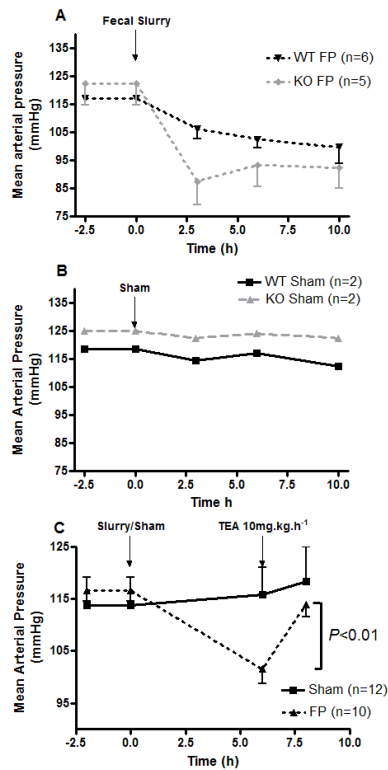 A
Fecal Slurry
Mean arterial pressure
(mmHg)
135
125
115
105
95
85
75
-2.5 0.0 2.5 5.0 7.5 10.0
Time (h)
WT FP (n=6)
KO FP (n=5)
B
Sham
Mean Arterial Pressure
(mmHg)
135
125
115
105
95
85
75
-2.5 0.0 2.5 5.0 7.5 10.0
Time h
WT Sham (n=2)
KO Sham (n=2)
C
Slurry/Sham
TEA 10mg.kg.h-1
Mean Arterial Pressure
(mmHg)
125
115
105
95
-2.5 0.0 2.5 5.0 7.5 10.0
Time (h)
P<0.01
Sham (n=12)
FP (n=10)